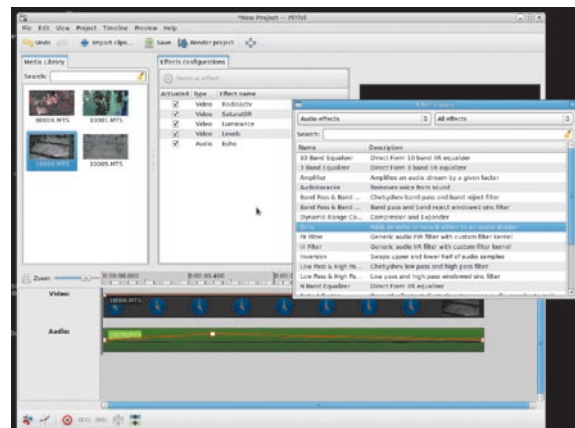 *New Project — PiTiVi
File Edit View Project Timeline Preview Help
Undo Import clips... Save Render project
Media Library
Effects configurations
Search:
Remove effect
Activated Type Effect name
Video Radioactv
Video SaturatOR
Video Luminance
Video Levels
Audio Echo
00004.MTS 10001.MTS
10005.MTS
Audio effects All effects
Search:
Name Description
10 Band Equalizer Direct Form 10 band IIR equalizer
3 Band Equalizer Direct Form 3 band IIR equalizer
Amplifier Amplifies an audio stream by a given factor
Audiokaraoke Removes voice from sound
Band Pass & Band ... Chebyshev band pass and band reject filter
Band Pass & Band ... Band pass and band reject windowed sinc filter
Dynamic Range Co... Compressor and Expander
Echo Adds an echo or reverb effect to an audio stream
FIR Filter Generic audio FIR filter with custom filter kernel
IIR Filter Generic audio IIR filter with custom filter kernel
Inversion Swaps upper and lower half of audio samples
Low Pass & High Pa... Chebyshev low pass and high pass filter
Low Pass & High Pa... Low pass and high pass windowed sinc filter
N Band Equalizer Direct Form IIR equalizer
Zoom: 0:00:00.000 0:00:00.400
Video:
Audio: